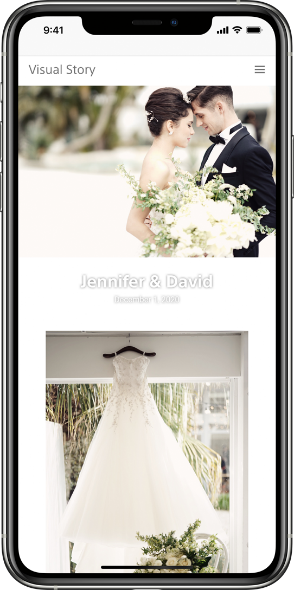 9:41
Visual Story
Jennifer & David
December 1, 2020